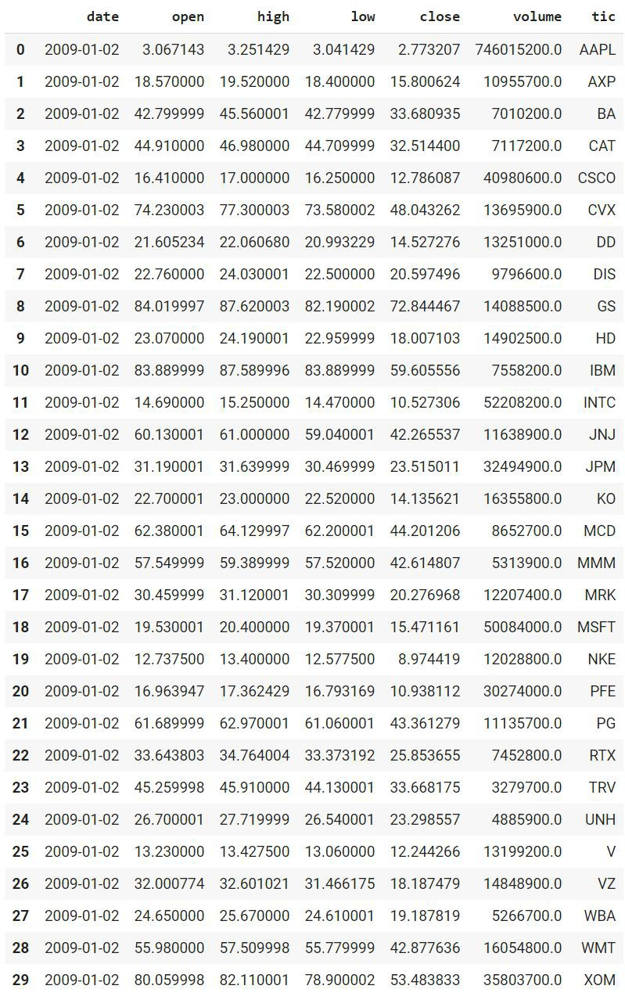 date open high low close volume tic
0 2009-01-02 3.067143 3.251429 3.041429 2.773207 746015200.0 AAPL
1 2009-01-02 18.570000 19.520000 18.400000 15.800624 10955700.0 AXP
2 2009-01-02 42.799999 45.560001 42.779999 33.680935 7010200.0 BA
3 2009-01-02 44.910000 46.980000 44.709999 32.514400 7117200.0 CAT
4 2009-01-02 16.410000 17.000000 16.250000 12.786087 40980600.0 CSCO
5 2009-01-02 74.230003 77.300003 73.580002 48.043262 13695900.0 CVX
6 2009-01-02 21.605234 22.060680 20.993229 14.527276 13251000.0 DD
7 2009-01-02 22.760000 24.030001 22.500000 20.597496 9796600.0 DIS
8 2009-01-02 84.019997 87.620003 82.190002 72.844467 14088500.0 GS
9 2009-01-02 23.070000 24.190001 22.959999 18.007103 14902500.0 HD
10 2009-01-02 83.889999 87.589996 83.889999 59.605556 7558200.0 IBM
11 2009-01-02 14.690000 15.250000 14.470000 10.527306 52208200.0 INTC
12 2009-01-02 60.130001 61.000000 59.040001 42.265537 11638900.0 JNJ
13 2009-01-02 31.190001 31.639999 30.469999 23.515011 32494900.0 JPM
14 2009-01-02 22.700001 23.000000 22.520000 14.135621 16355800.0 KO
15 2009-01-02 62.380001 64.129997 62.200001 44.201206 8652700.0 MCD
16 2009-01-02 57.549999 59.389999 57.520000 42.614807 5313900.0 MMM
17 2009-01-02 30.459999 31.120001 30.309999 20.276968 12207400.0 MRK
18 2009-01-02 19.530001 20.400000 19.370001 15.471161 50084000.0 MSFT
19 2009-01-02 12.737500 13.400000 12.577500 8.974419 12028800.0 NKE
20 2009-01-02 16.963947 17.362429 16.793169 10.938112 30274000.0 PFE
21 2009-01-02 61.689999 62.970001 61.060001 43.361279 11135700.0 PG
22 2009-01-02 33.643803 34.764004 33.373192 25.853655 7452800.0 RTX
23 2009-01-02 45.259998 45.910000 44.130001 33.668175 3279700.0 TRV
24 2009-01-02 26.700001 27.719999 26.540001 23.298557 4885900.0 UNH
25 2009-01-02 13.230000 13.427500 13.060000 12.244266 13199200.0 V
26 2009-01-02 32.000774 32.601021 31.466175 18.187479 14848900.0 VZ
27 2009-01-02 24.650000 25.670000 24.610001 19.187819 5266700.0 WBA
28 2009-01-02 55.980000 57.509998 55.779999 42.877636 16054800.0 WMT
29 2009-01-02 80.059998 82.110001 78.900002 53.483833 35803700.0 XOM